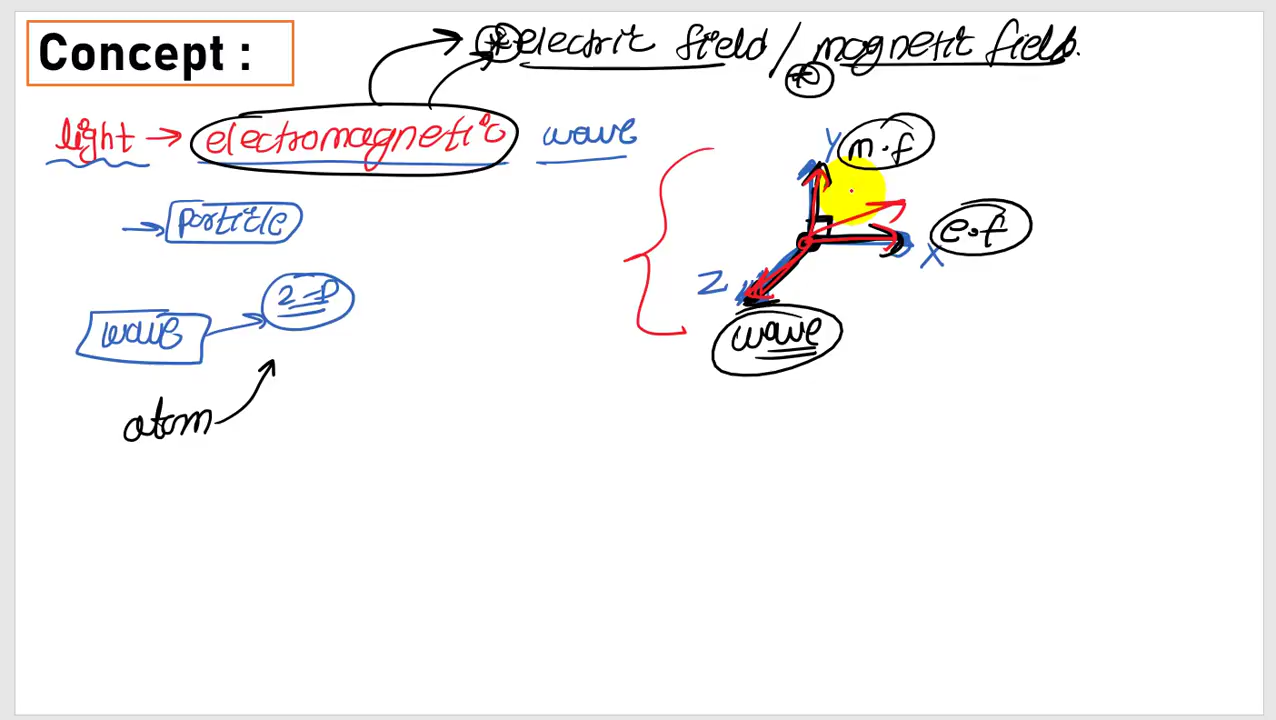 Concept :
* electric field / magnetic field.
*
light → electromagnetic wave
→ particle
wave → 2-P
atom
Y m.f
e.f
X
Z
wave